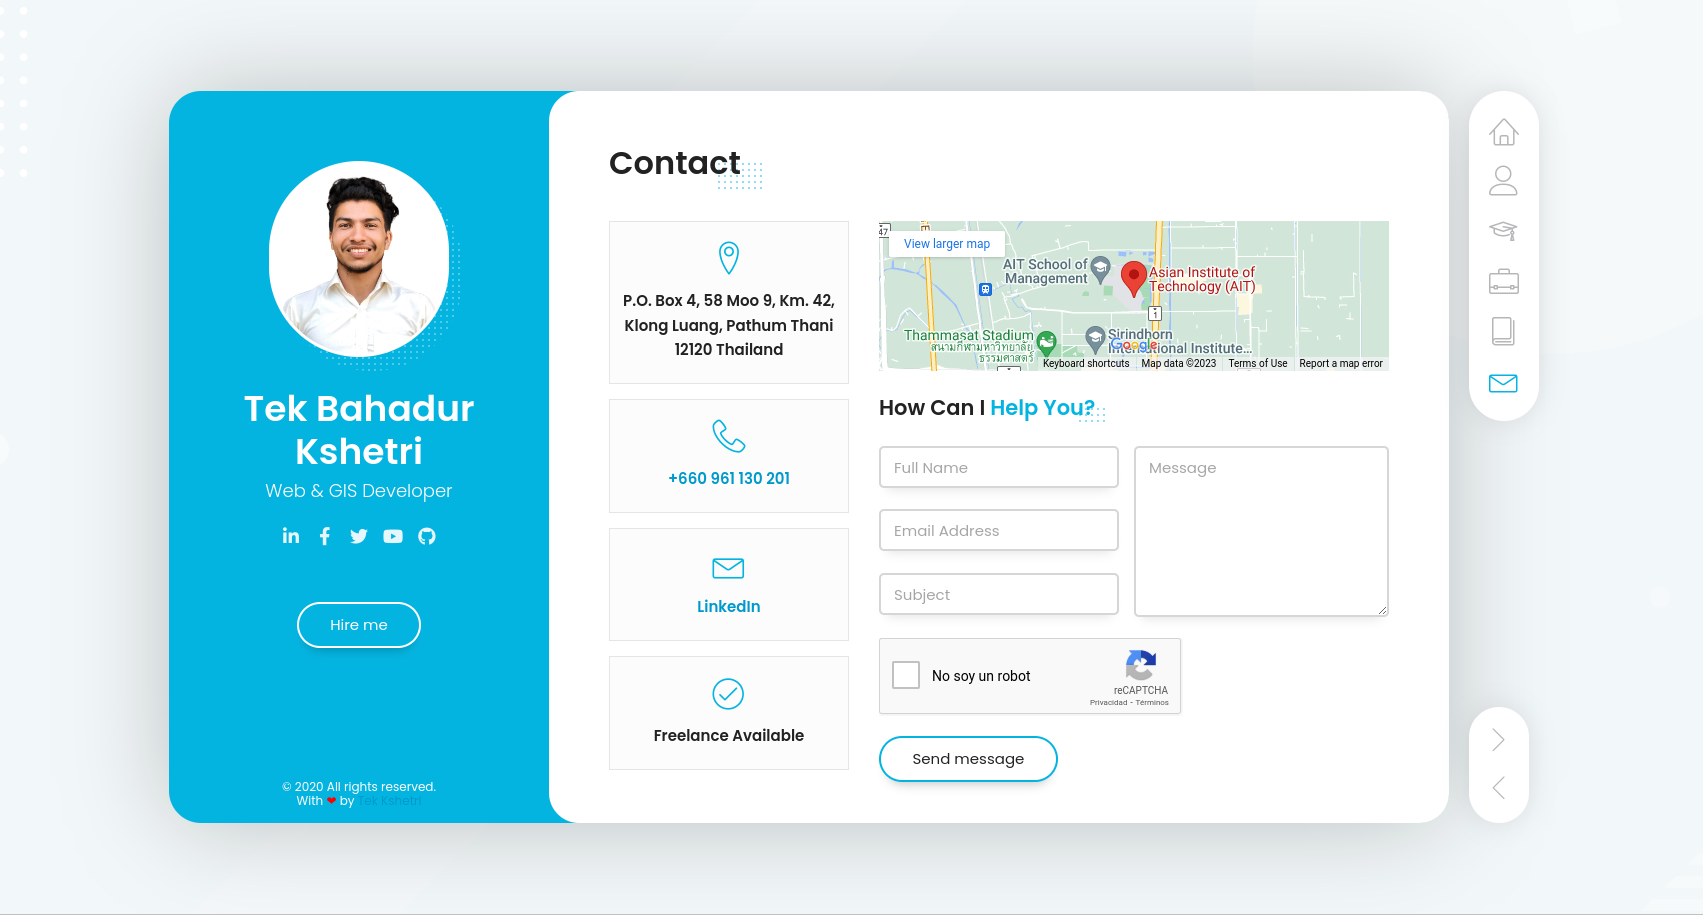 Tek Bahadur
Kshetri
Web & GIS Developer
Hire me
© 2020 All rights reserved.
With ❤ by Tek Kshetri
Contact
P.O. Box 4, 58 Moo 9, Km. 42,
Klong Luang, Pathum Thani
12120 Thailand
+660 961 130 201
LinkedIn
Freelance Available
47
View larger map
AIT School of
Management
Asian Institute of
Technology (AIT)
1
Thammasat Stadium
สนามกีฬามหาวิทยาลัย
ธรรมศาสตร์
Sirindhorn
International Institute...
Google
Keyboard shortcuts
Map data ©2023
Terms of Use
Report a map error
How Can I Help You?
Full Name
Email Address
Subject
Message
No soy un robot
reCAPTCHA
Privacidad - Términos
Send message